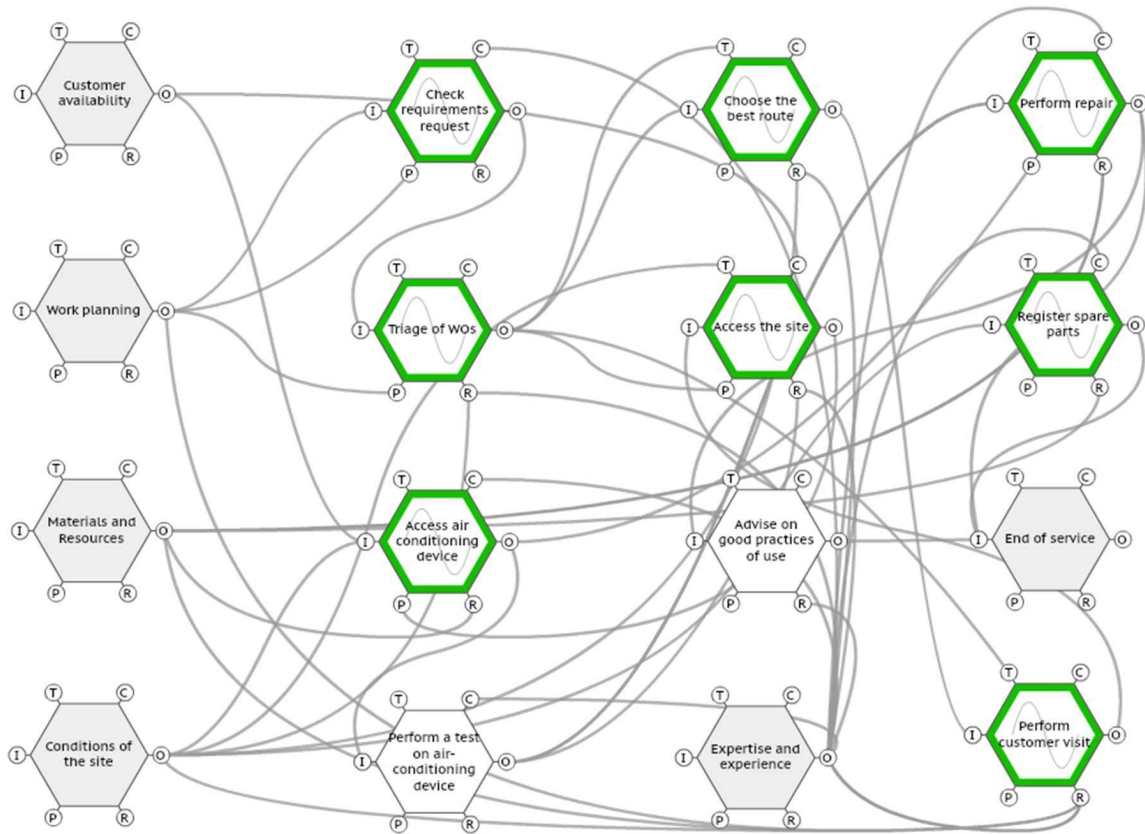 T C
Customer
I availability O
P R
T C
Check
I requirements O
request
P R
T C
Choose the
I best route O
P R
T C
I Perform repair O
P R
T C
I Work planning O
P R
T C
I Triage of WOs O
P R
T C
I Access the site O
P R
T C
Register spare
I parts O
P R
T C
Materials and
I Resources O
P R
T C
Access air
I conditioning O
device
P R
T C
Advise on
I good practices O
of use
P R
T C
I End of service O
P R
T C
Conditions of
I the site O
P R
T C
Perform a test
on air-
I conditioning O
device
P R
T C
Expertise and
I experience O
P R
T C
Perform
I customer visit O
P R